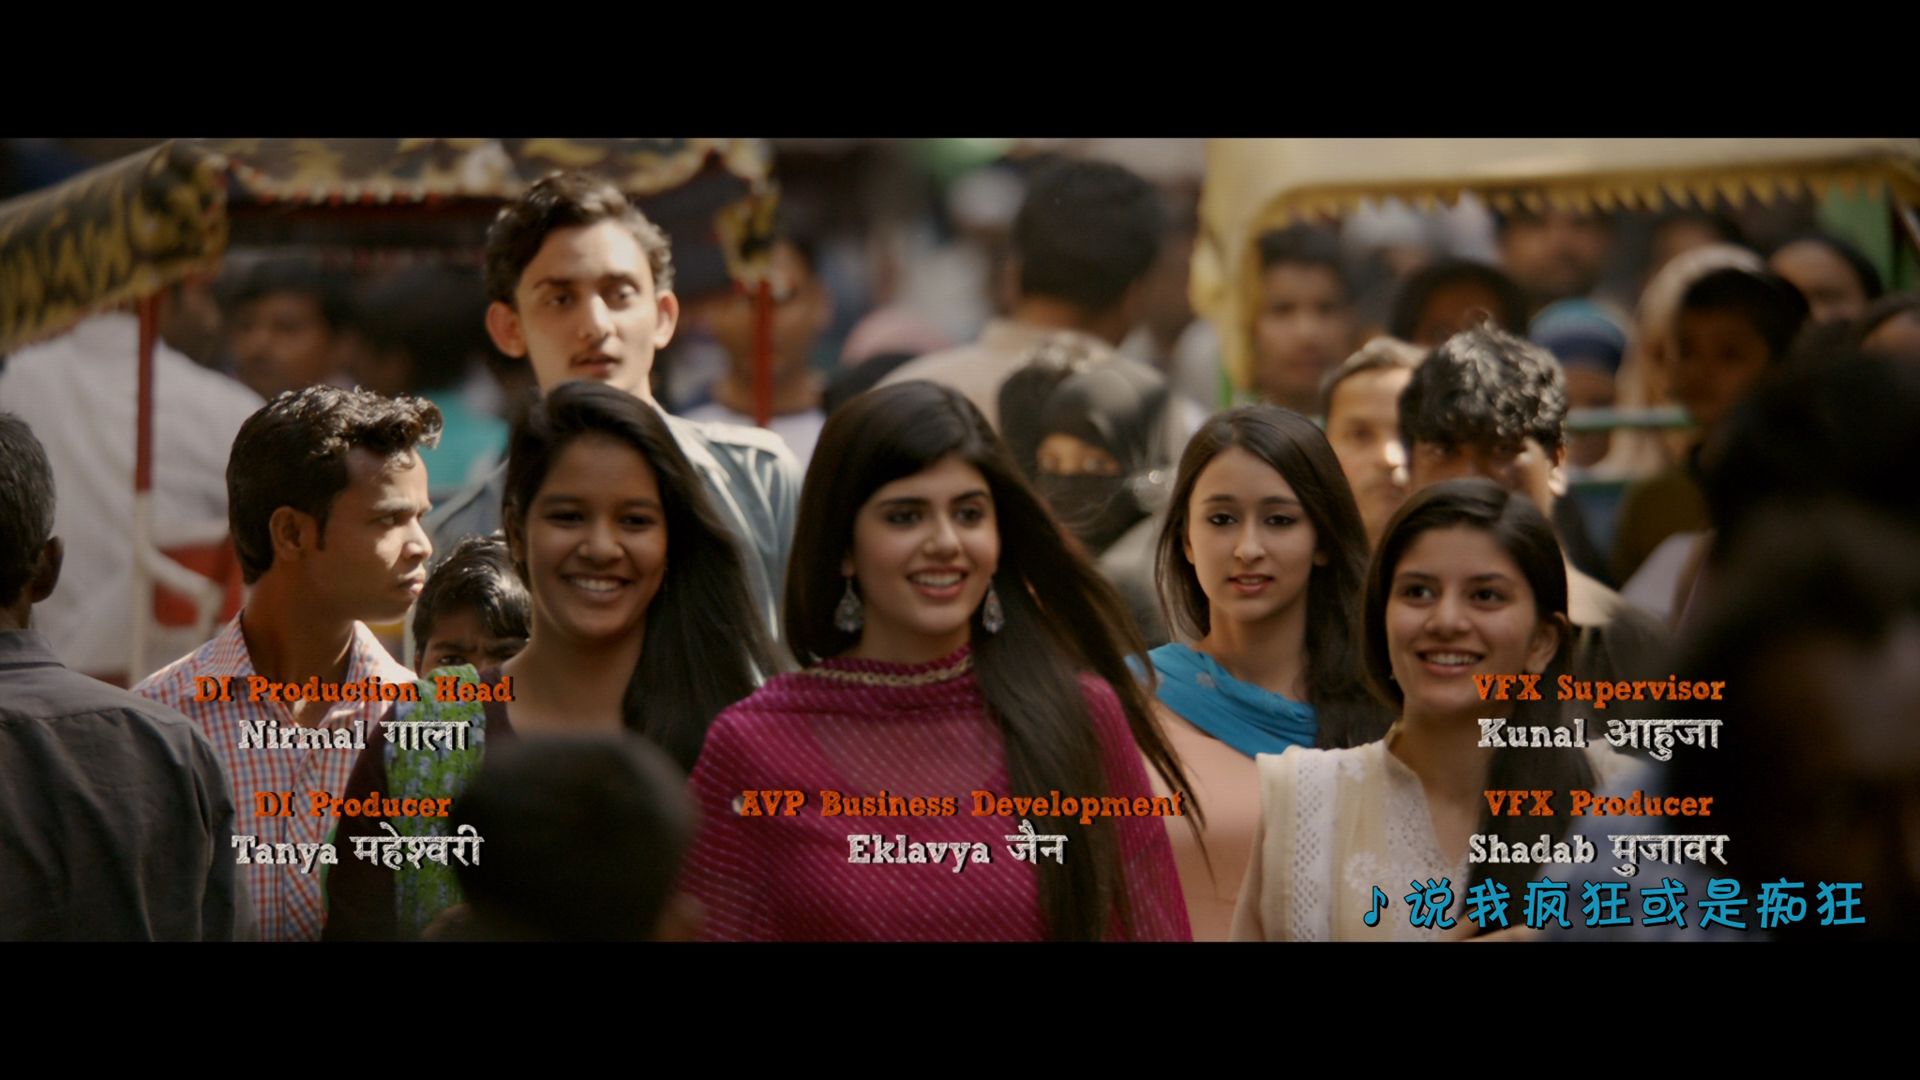 DI Production Head
Nirmal गाला
DI Producer
Tanya महेश्वरी
AVP Business Development
Eklavya जैन
VFX Supervisor
Kunal आहुजा
VFX Producer
Shadab मुजावर
♪说我疯狂或是痴狂